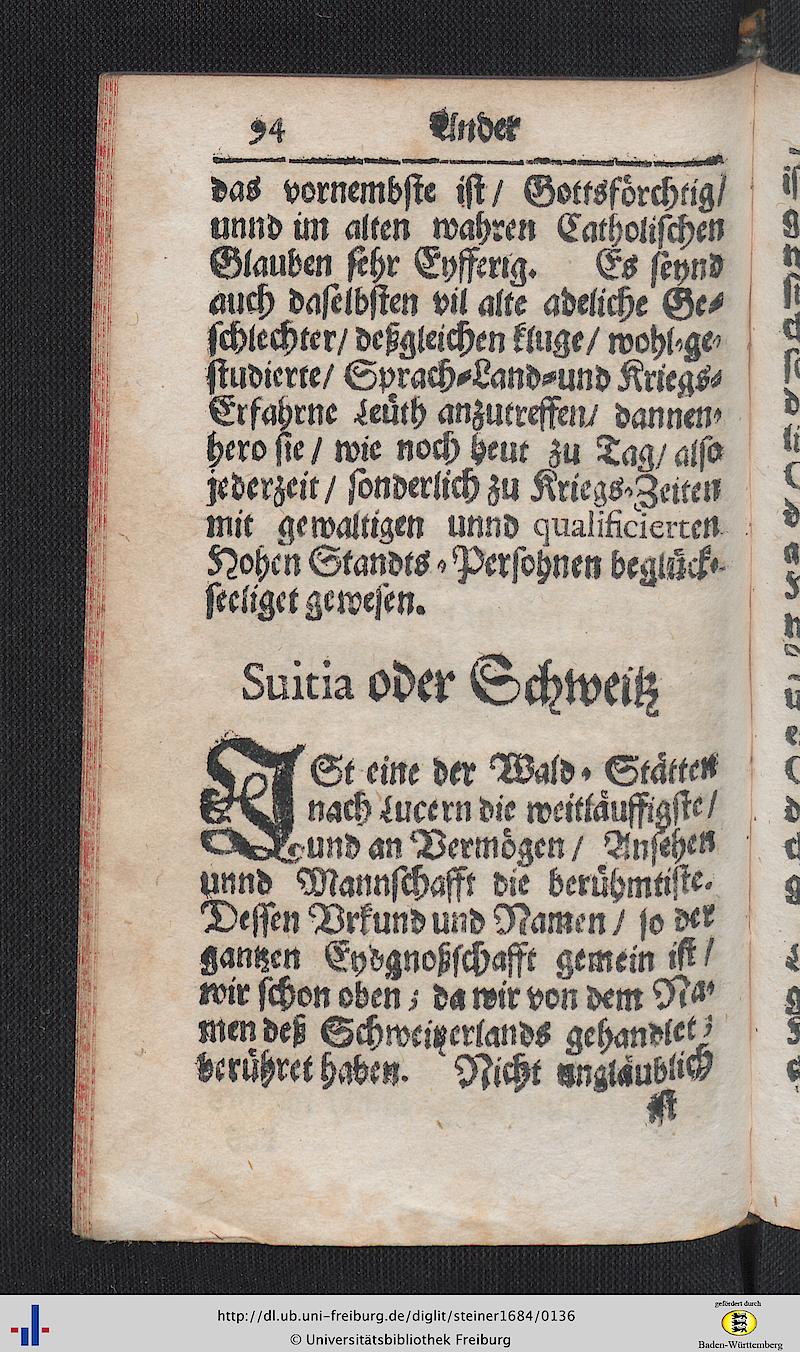 94 Ander
das vornembste ist / Gottsförchtig/
unnd im alten wahren Catholischen
Glauben sehr Eyfferig. Es seynd
auch daselbsten vil alte adeliche Ge-
schlechter/ deßgleichen kluge / wohl-ge-
studierte/ Sprach-Land-und Kriegs-
Erfahrne Leüth anzutreffen/ dannen-
hero sie / wie noch heut zu Tag/ also
jederzeit / sonderlich zu Kriegs-Zeiten
mit gewaltigen unnd qualificierten
Hohen Standts-Persohnen beglück-
seeliget gewesen.
Suitia oder Schweitz
ISt eine der Wald-Stätten
nach Lucern die weitläuffigste /
und an Vermögen / Ansehen
unnd Mannschafft die berühmtiste.
Dessen Vrkund und Namen / so der
gantzen Eydgnoßschafft gemein ist /
wir schon oben ; da wir von dem Na-
men deß Schweitzerlands gehandlet ;
berühret haben. Nicht ungläublich
ist
http://dl.ub.uni-freiburg.de/diglit/steiner1684/0136
© Universitätsbibliothek Freiburg
gefördert durch
Baden-Württemberg